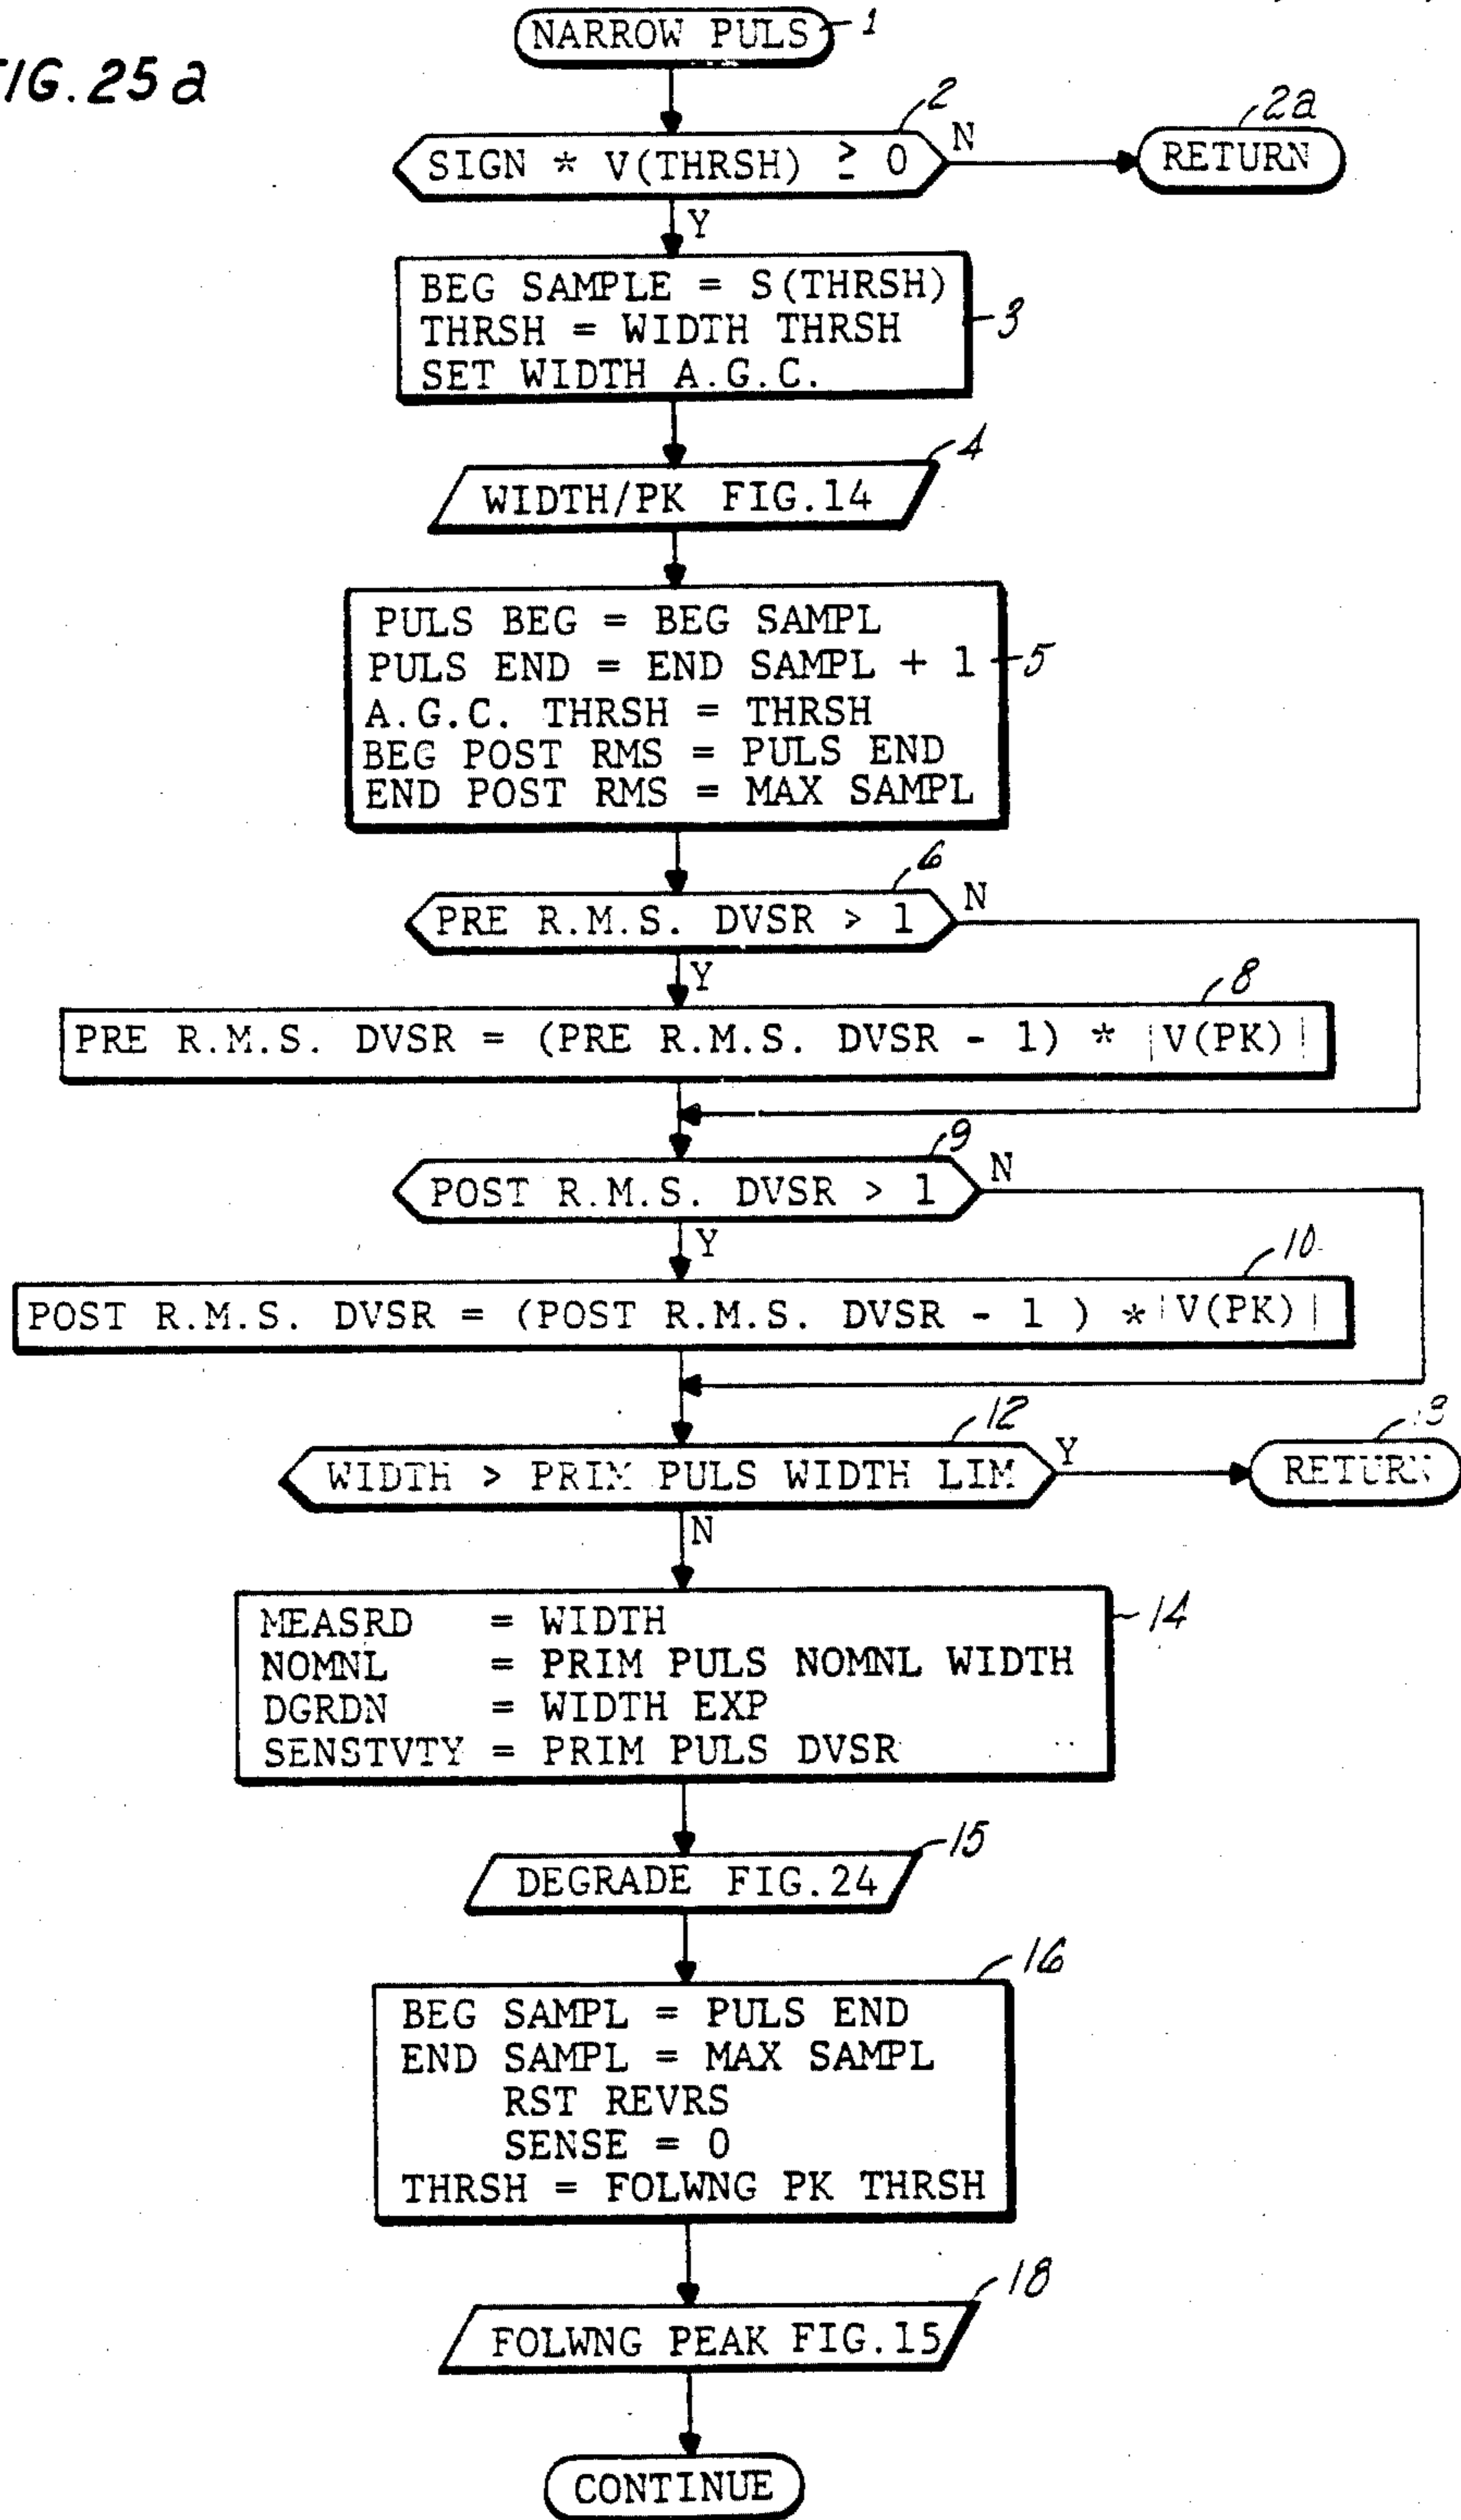 FIG. 25a
NARROW PULS 1
SIGN * V(THRSH) ≥ 0 2
N
RETURN 2a
Y
BEG SAMPLE = S(THRSH)
THRSH = WIDTH THRSH 3
SET WIDTH A.G.C.
WIDTH/PK FIG.14 4
PULS BEG = BEG SAMPL
PULS END = END SAMPL + 1 5
A.G.C. THRSH = THRSH
BEG POST RMS = PULS END
END POST RMS = MAX SAMPL
PRE R.M.S. DVSR > 1 6
N
Y
PRE R.M.S. DVSR = (PRE R.M.S. DVSR - 1) * |V(PK)| 8
POST R.M.S. DVSR > 1 9
N
Y
POST R.M.S. DVSR = (POST R.M.S. DVSR - 1 ) * |V(PK)| 10
WIDTH > PRIM PULS WIDTH LIM 12
Y
RETURN 13
N
MEASRD = WIDTH 14
NOMNL = PRIM PULS NOMNL WIDTH
DGRDN = WIDTH EXP
SENSTVTY = PRIM PULS DVSR
DEGRADE FIG.24 15
BEG SAMPL = PULS END 16
END SAMPL = MAX SAMPL
RST REVRS
SENSE = 0
THRSH = FOLWNG PK THRSH
FOLWNG PEAK FIG.15 18
CONTINUE